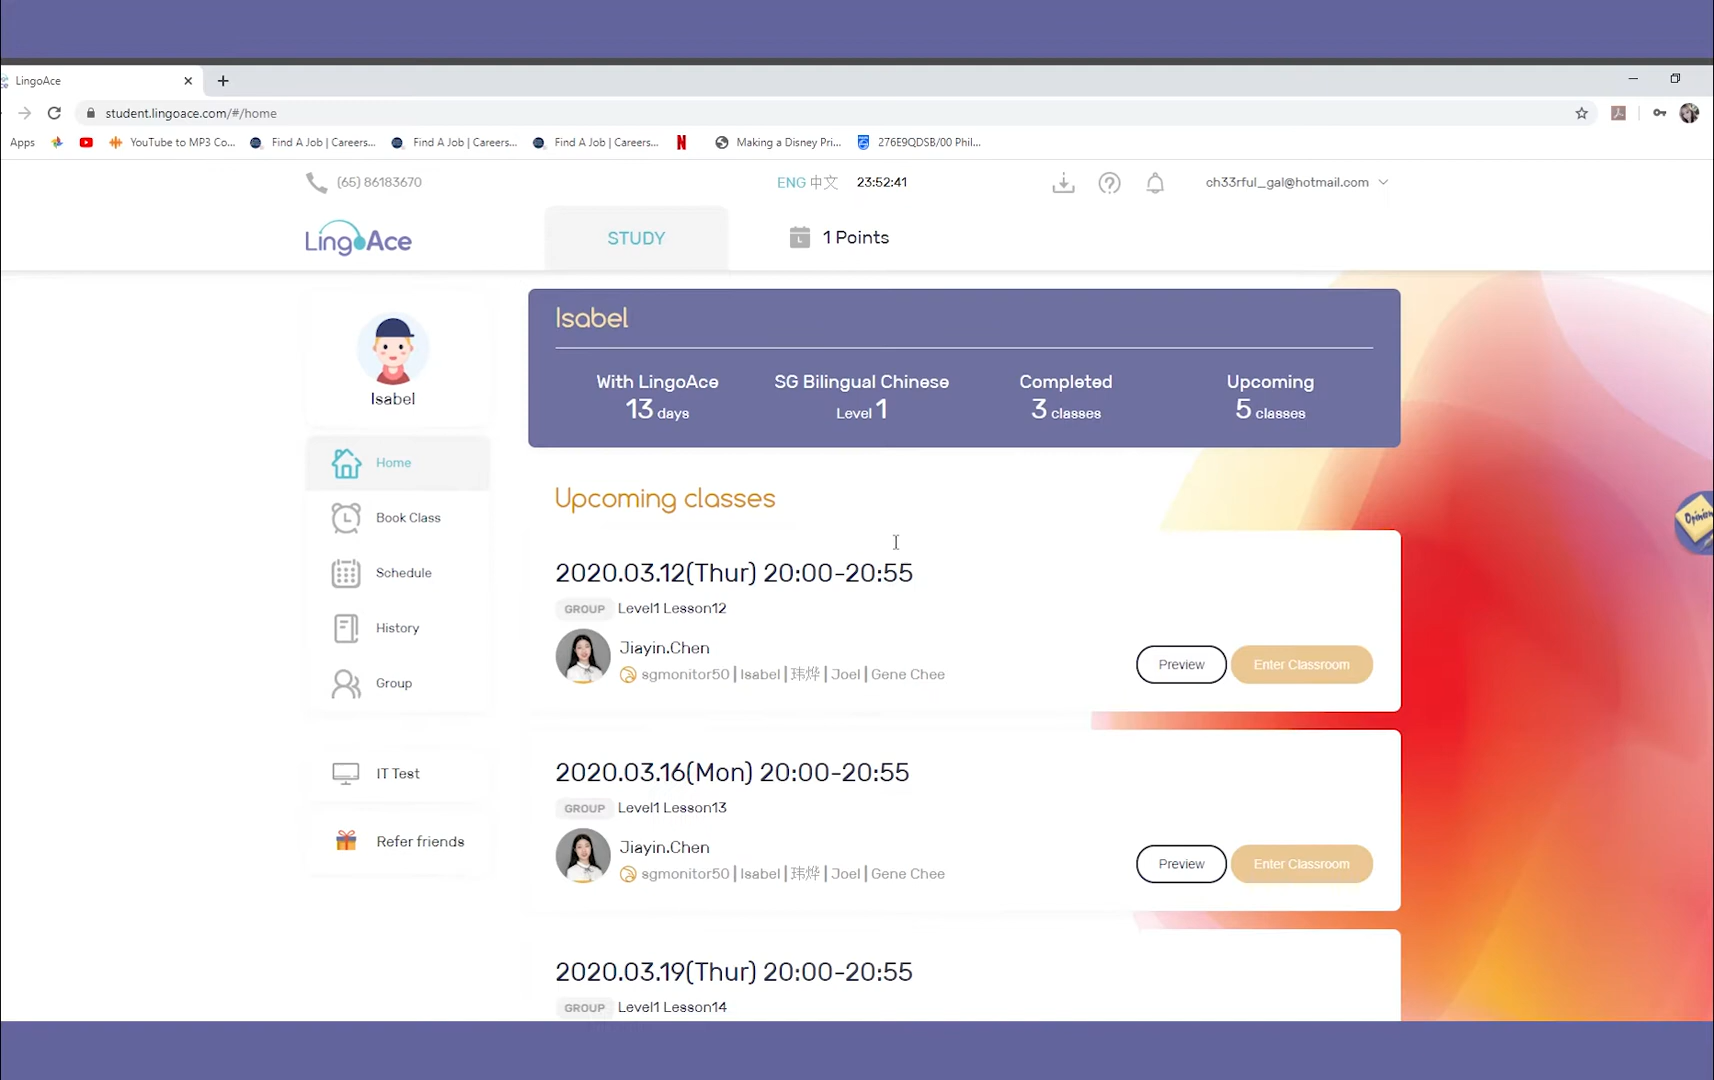 LingoAce
student.lingoace.com/#/home
Apps YouTube to MP3 Co... Find A Job | Careers... Find A Job | Careers... Find A Job | Careers... N Making a Disney Pri... 276E9QDSB/00 Phil...
(65) 86183670 ENG 中文 23:52:41 ch33rful_gal@hotmail.com
LingoAce STUDY 1 Points
Isabel
With LingoAce SG Bilingual Chinese Completed Upcoming
13 days Level 1 3 classes 5 classes
Isabel
Home
Book Class
Schedule
History
Group
IT Test
Refer friends
Upcoming classes
2020.03.12(Thur) 20:00-20:55
GROUP Level1 Lesson12
Jiayin.Chen
sgmonitor50 | Isabel | 玮烨 | Joel | Gene Chee
Preview Enter Classroom
2020.03.16(Mon) 20:00-20:55
GROUP Level1 Lesson13
Jiayin.Chen
sgmonitor50 | Isabel | 玮烨 | Joel | Gene Chee
Preview Enter Classroom
2020.03.19(Thur) 20:00-20:55
GROUP Level1 Lesson14
Opinion